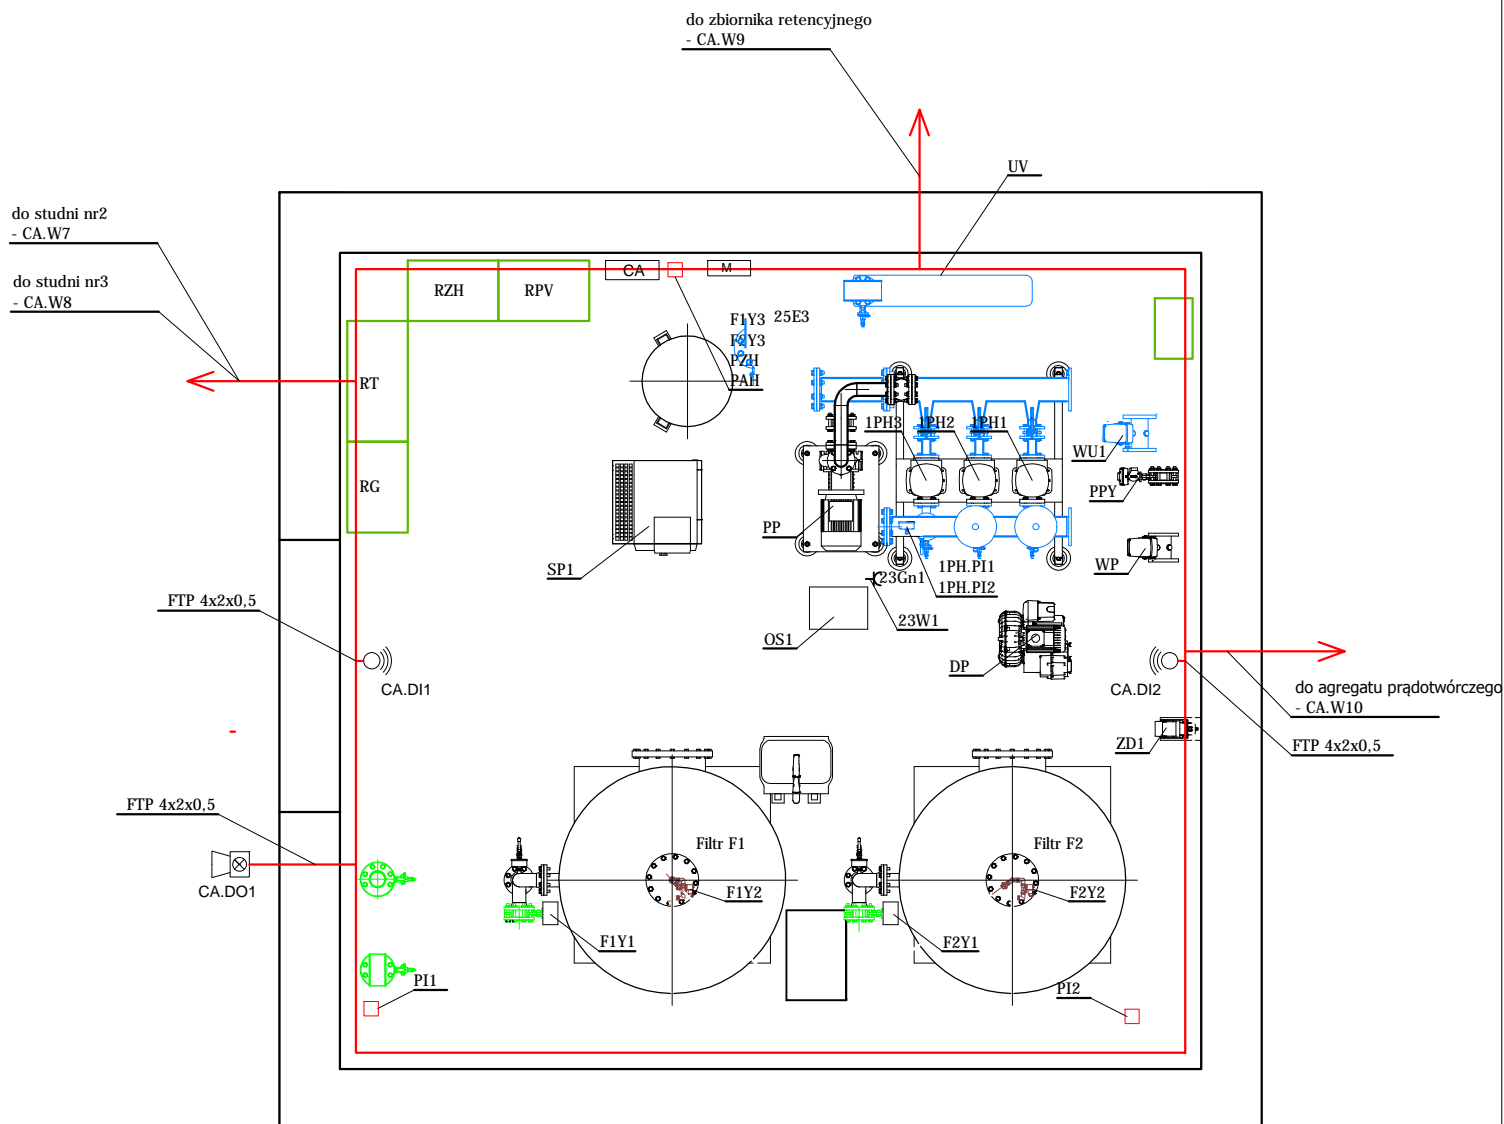 do zbiornika retencyjnego
- CA.W9
UV
do studni nr2
- CA.W7
do studni nr3
- CA.W8
RZH
RPV
CA
M
F1Y3
25E3
F2Y3
PZH
PAH
RT
RG
1PH3
1PH2
1PH1
WU1
PPY
PP
WP
SP1
1PH.PI1
1PH.PI2
23Gn1
23W1
OS1
DP
FTP 4x2x0,5
CA.DI1
CA.DI2
do agregatu prądotwórczego
- CA.W10
ZD1
FTP 4x2x0,5
FTP 4x2x0,5
CA.DO1
Filtr F1
Filtr F2
F1Y2
F2Y2
F1Y1
F2Y1
PI1
PI2